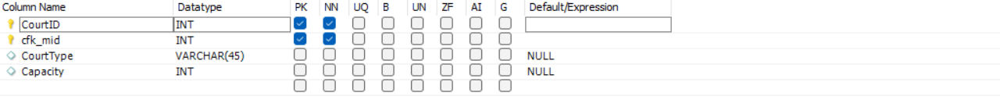 Column Name Datatype PK NN UQ B UN ZF AI G Default/Expression
CourtID INT
cfk_mid INT
CourtType VARCHAR(45) NULL
Capacity INT NULL